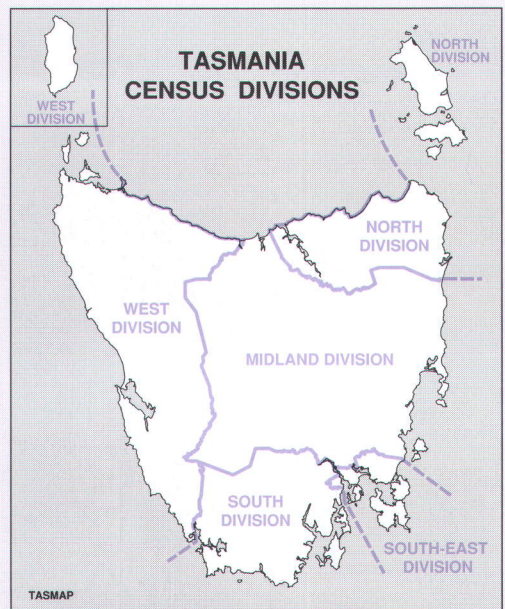 TASMANIA
CENSUS DIVISIONS
NORTH
DIVISION
WEST
DIVISION
NORTH
DIVISION
WEST
DIVISION
MIDLAND DIVISION
SOUTH
DIVISION
SOUTH-EAST
DIVISION
TASMAP